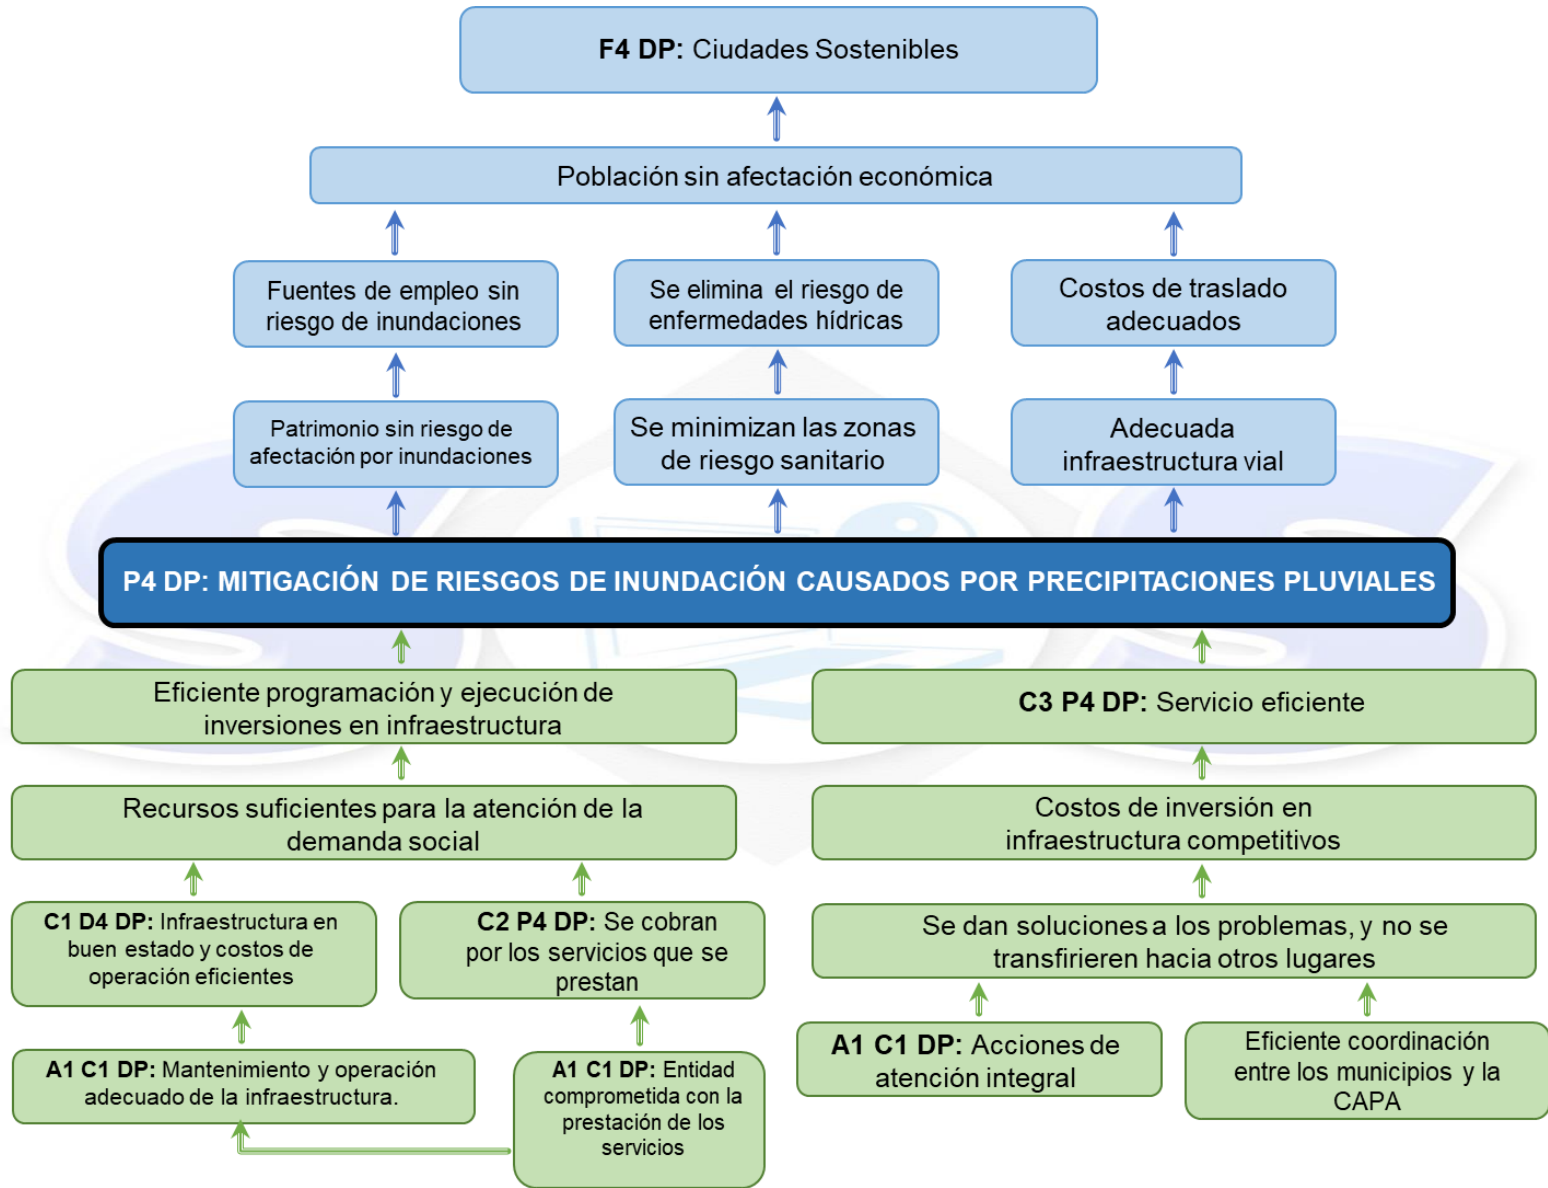 F4 DP: Ciudades Sostenibles
Población sin afectación económica
Fuentes de empleo sin
riesgo de inundaciones
Se elimina el riesgo de
enfermedades hídricas
Costos de traslado
adecuados
Patrimonio sin riesgo de
afectación por inundaciones
Se minimizan las zonas
de riesgo sanitario
Adecuada
infraestructura vial
P4 DP: MITIGACIÓN DE RIESGOS DE INUNDACIÓN CAUSADOS POR PRECIPITACIONES PLUVIALES
Eficiente programación y ejecución de
inversiones en infraestructura
C3 P4 DP: Servicio eficiente
Recursos suficientes para la atención de la
demanda social
Costos de inversión en
infraestructura competitivos
C1 D4 DP: Infraestructura en
buen estado y costos de
operación eficientes
C2 P4 DP: Se cobran
por los servicios que se
prestan
Se dan soluciones a los problemas, y no se
transfirieren hacia otros lugares
A1 C1 DP: Mantenimiento y operación
adecuado de la infraestructura.
A1 C1 DP: Entidad
comprometida con la
prestación de los
servicios
A1 C1 DP: Acciones de
atención integral
Eficiente coordinación
entre los municipios y la
CAPA